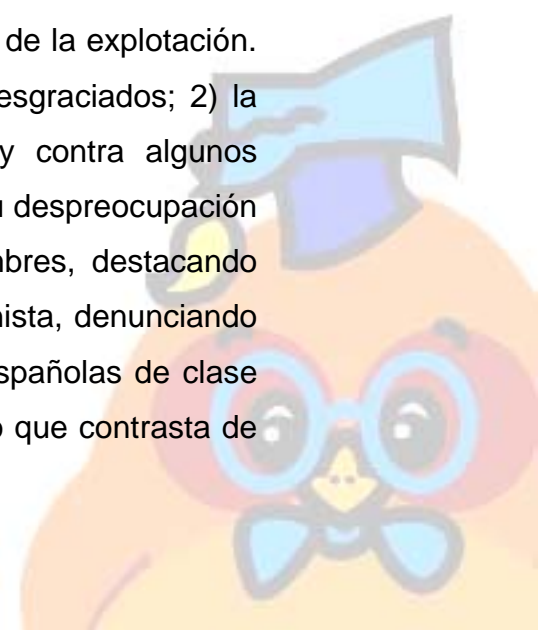 de la explotación.
esgraciados; 2) la
y contra algunos
despreocupación
mbres, destacando
nista, denunciando
spañolas de clase
que contrasta de